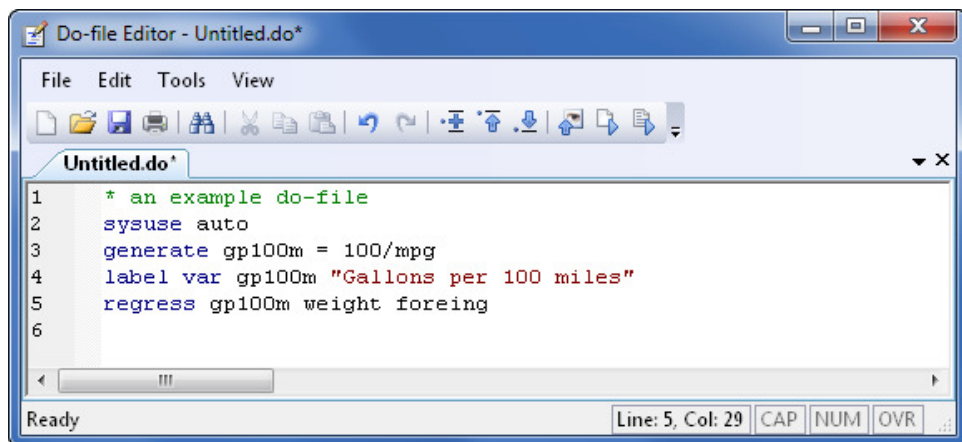 Do-file Editor - Untitled.do*
File Edit Tools View
Untitled.do*
1 * an example do-file
2 sysuse auto
3 generate gp100m = 100/mpg
4 label var gp100m "Gallons per 100 miles"
5 regress gp100m weight foreing
6
Ready Line: 5, Col: 29 CAP NUM OVR